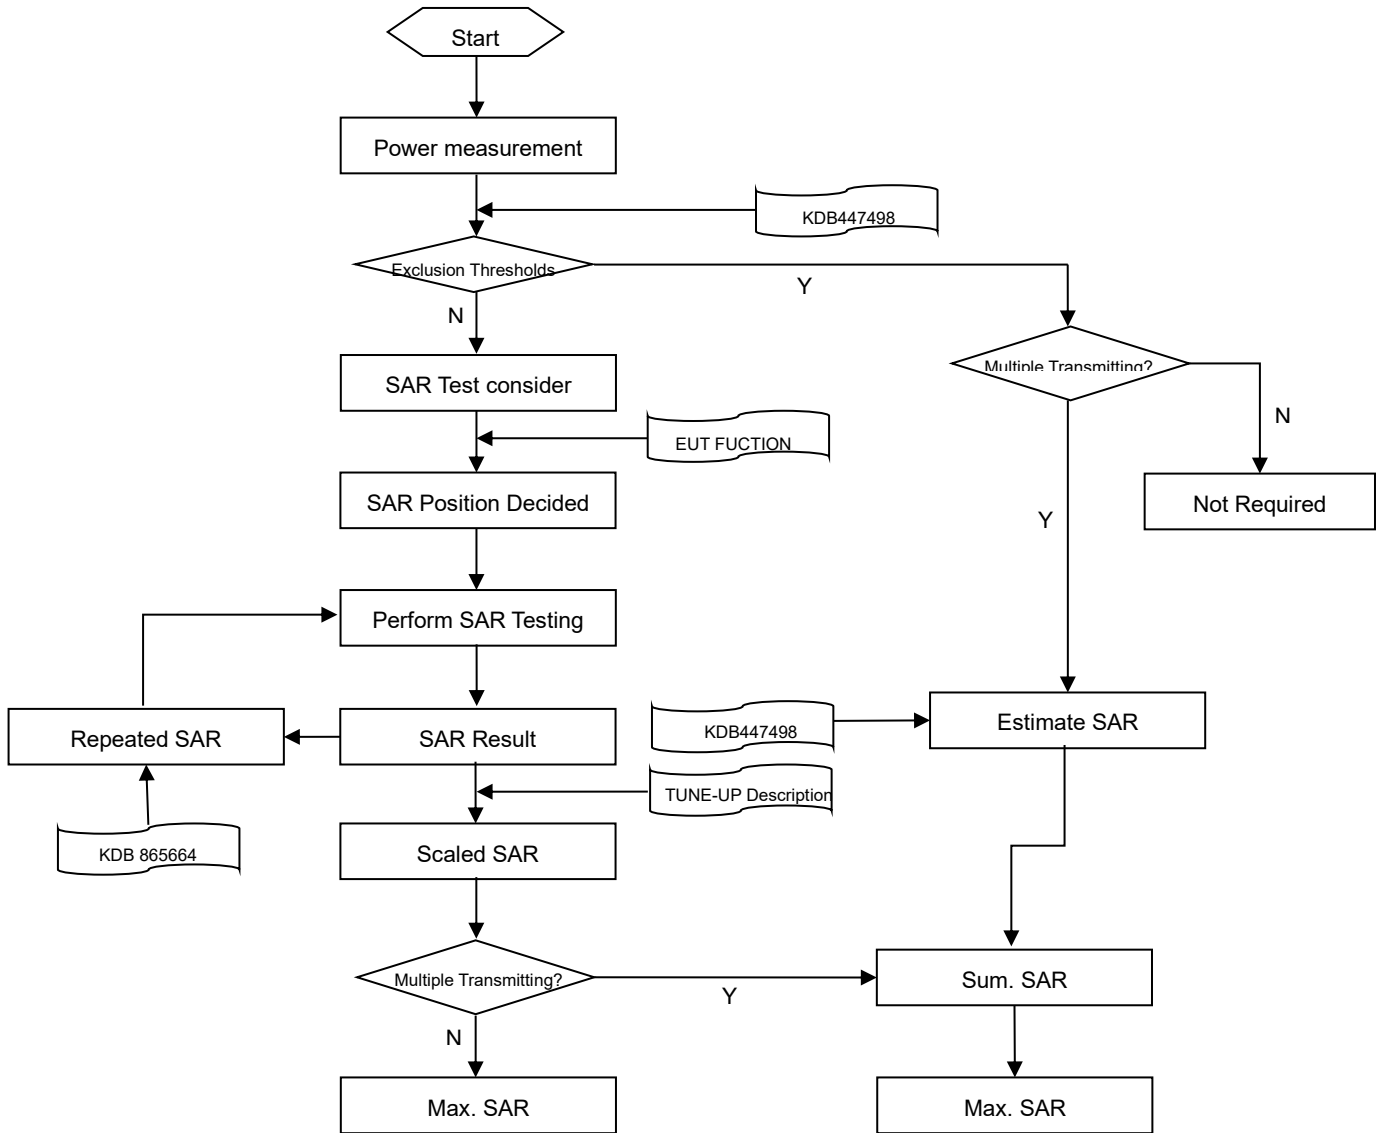 Start
Power measurement
KDB447498
Exclusion Thresholds
Y
N
Multiple Transmitting?
SAR Test consider
N
EUT FUCTION
SAR Position Decided
Not Required
Y
Perform SAR Testing
Repeated SAR
SAR Result
KDB447498
Estimate SAR
TUNE-UP Description
KDB 865664
Scaled SAR
Multiple Transmitting?
Y
Sum. SAR
N
Max. SAR
Max. SAR